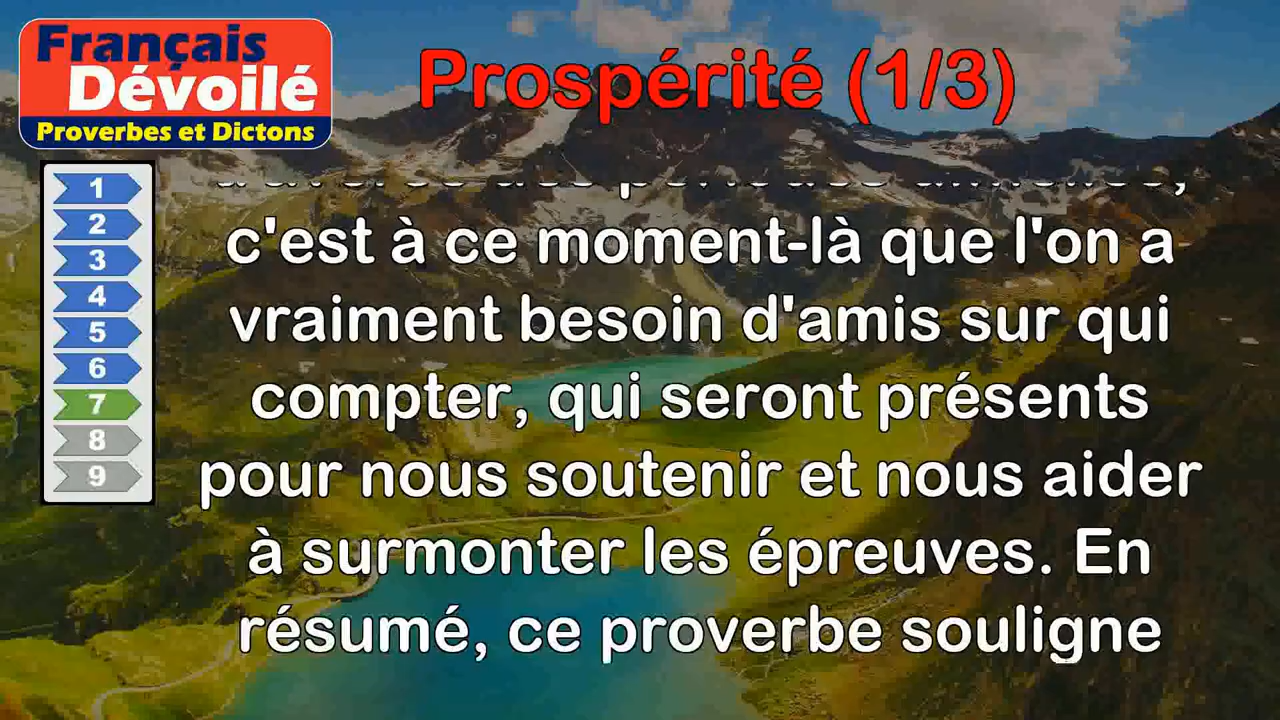 Français
Dévoilé
Proverbes et Dictons
Prospérité (1/3)
1
2
3
4
5
6
7
8
9
c'est à ce moment-là que l'on a
vraiment besoin d'amis sur qui
compter, qui seront présents
pour nous soutenir et nous aider
à surmonter les épreuves. En
résumé, ce proverbe souligne